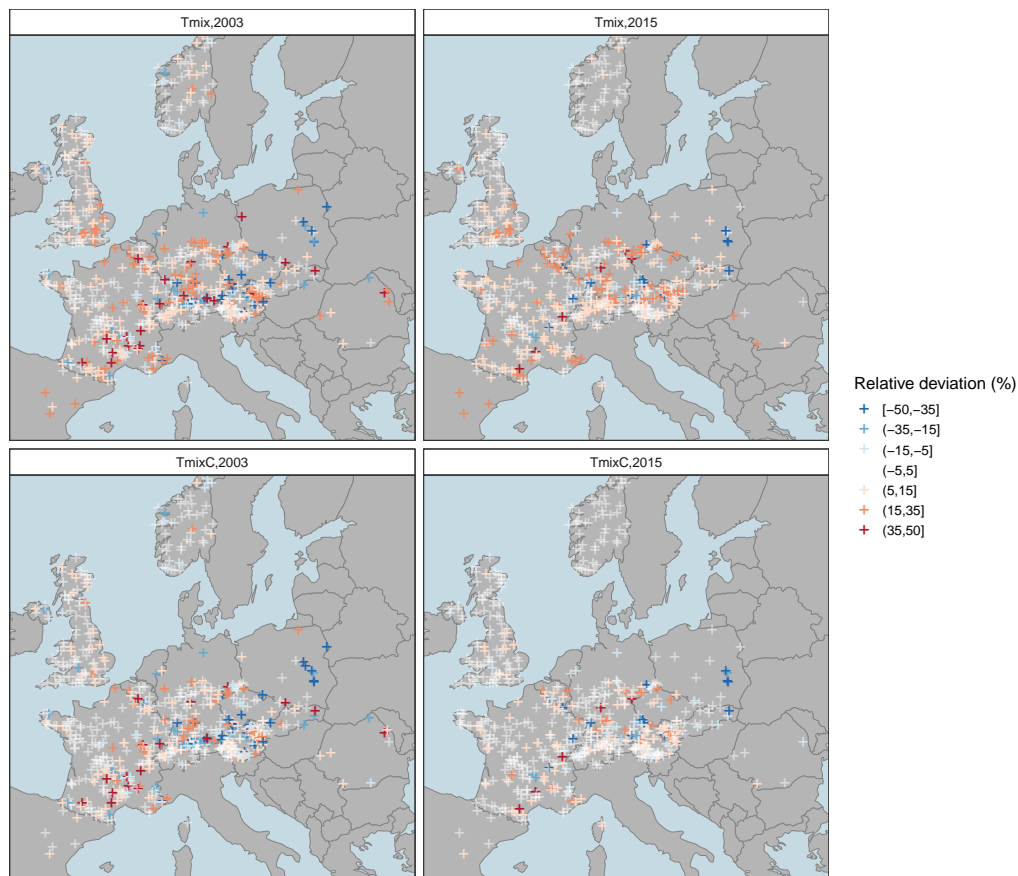 Tmix,2003
Tmix,2015
TmixC,2003
TmixC,2015
Relative deviation (%)
[−50,−35]
(−35,−15]
(−15,−5]
(−5,5]
(5,15]
(15,35]
(35,50]